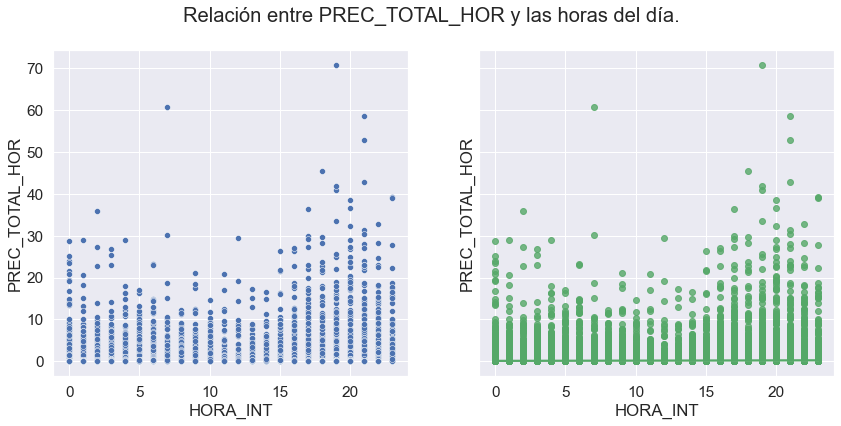 Relación entre PREC_TOTAL_HOR y las horas del día.
PREC_TOTAL_HOR
70
60
50
40
30
20
10
0
0 5 10 15 20
HORA_INT
PREC_TOTAL_HOR
0 5 10 15 20
HORA_INT